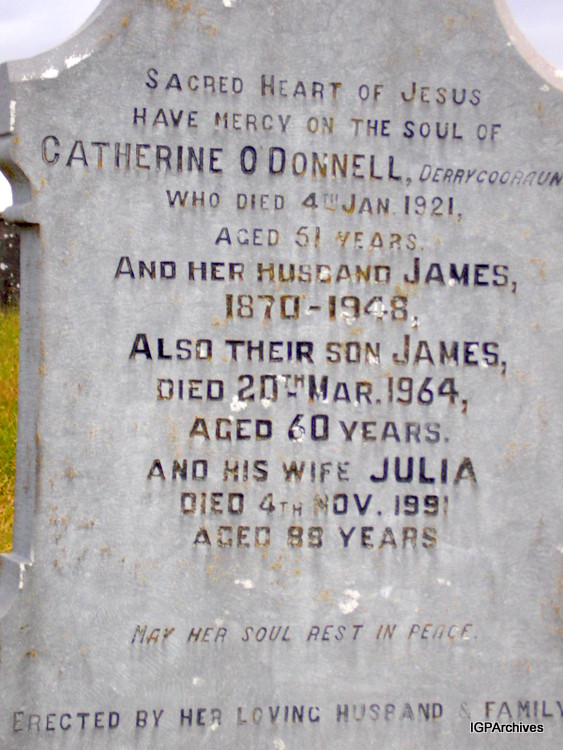 SACRED HEART OF JESUS
HAVE MERCY ON THE SOUL OF
CATHERINE O DONNELL, DERRYCOORAUN
WHO DIED 4TH JAN. 1921,
AGED 51 YEARS.
AND HER HUSBAND JAMES,
1870-1948,
ALSO THEIR SON JAMES,
DIED 20TH MAR. 1964,
AGED 60 YEARS.
AND HIS WIFE JULIA
DIED 4TH NOV. 1991
AGED 88 YEARS
MAY HER SOUL REST IN PEACE.
ERECTED BY HER LOVING HUSBAND & FAMILY
IGPArchives